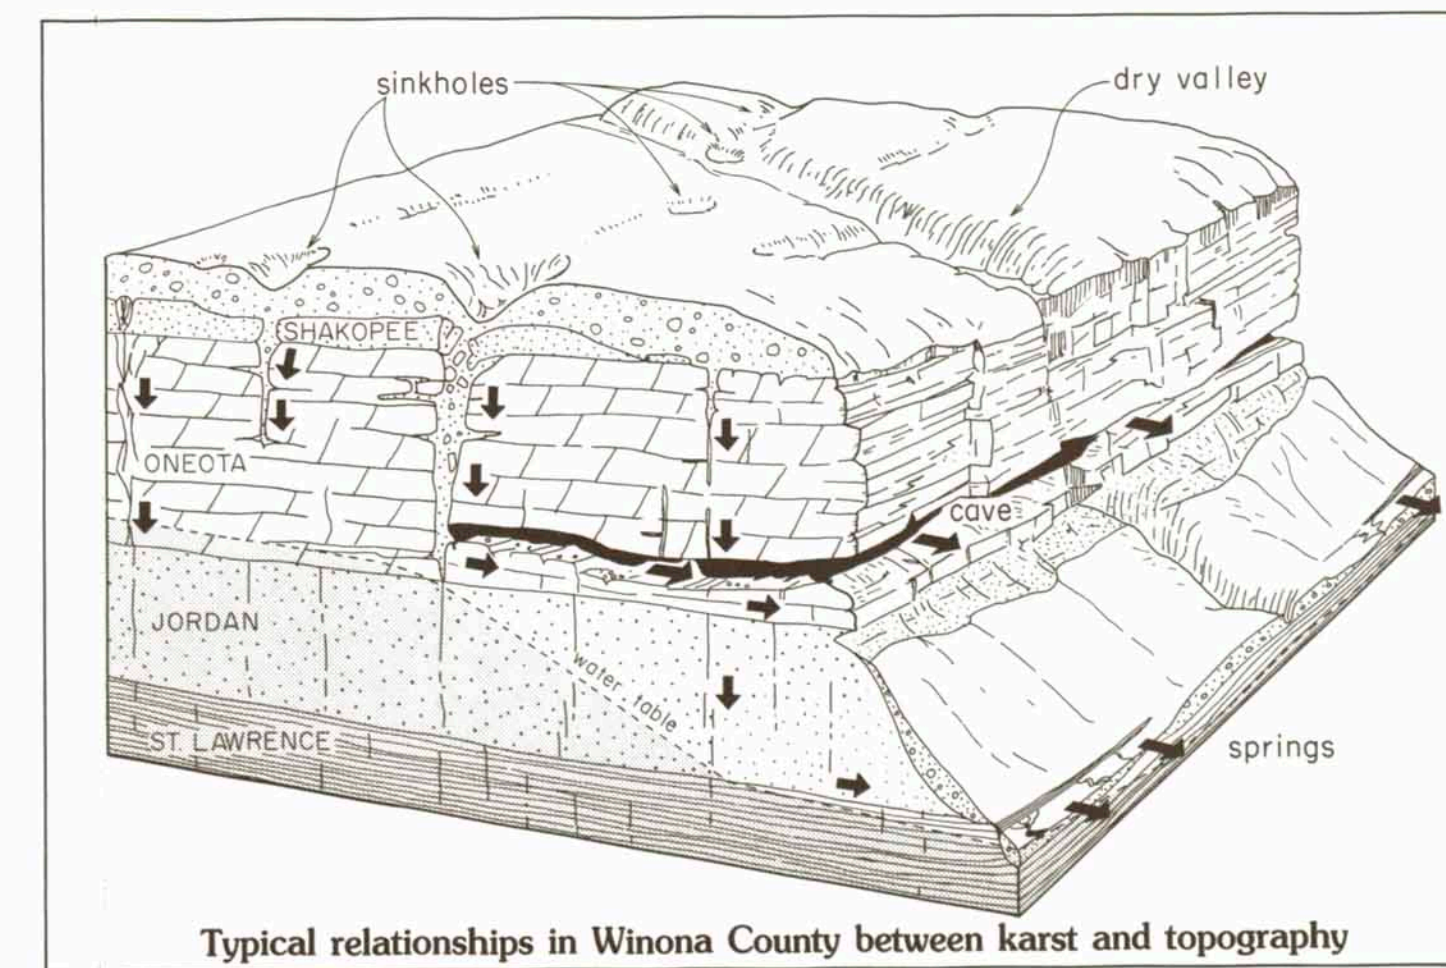 sinkholes
dry valley
SHAKOPEE
ONEOTA
cave
JORDAN
water table
ST. LAWRENCE
springs
Typical relationships in Winona County between karst and topography